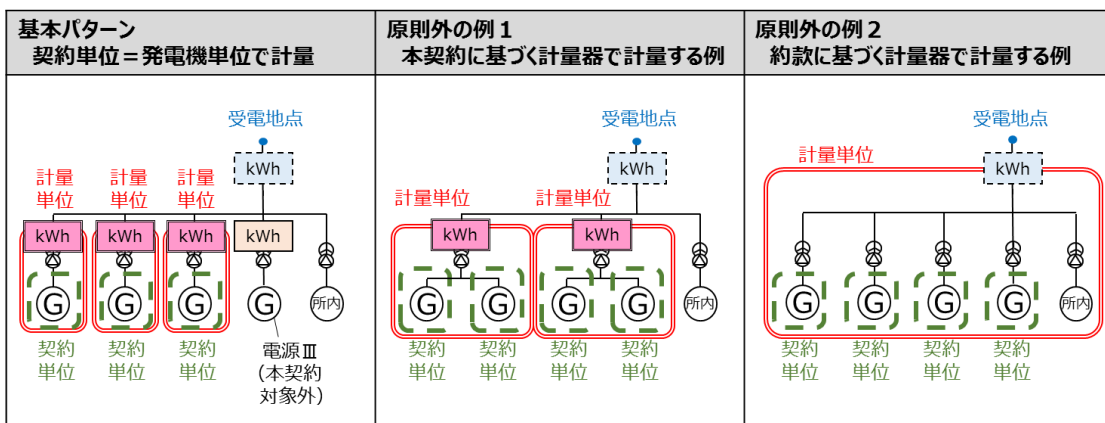 基本パターン
契約単位＝発電機単位で計量
受電地点
kWh
計量
単位
計量
単位
計量
単位
kWh
kWh
kWh
kWh
G
G
G
G
所内
契約
単位
契約
単位
契約
単位
電源Ⅲ
(本契約
対象外)
原則外の例１
本契約に基づく計量器で計量する例
受電地点
kWh
計量単位
計量単位
kWh
kWh
G
G
G
G
所内
契約
単位
契約
単位
契約
単位
契約
単位
原則外の例２
約款に基づく計量器で計量する例
受電地点
計量単位
kWh
G
G
G
G
所内
契約
単位
契約
単位
契約
単位
契約
単位